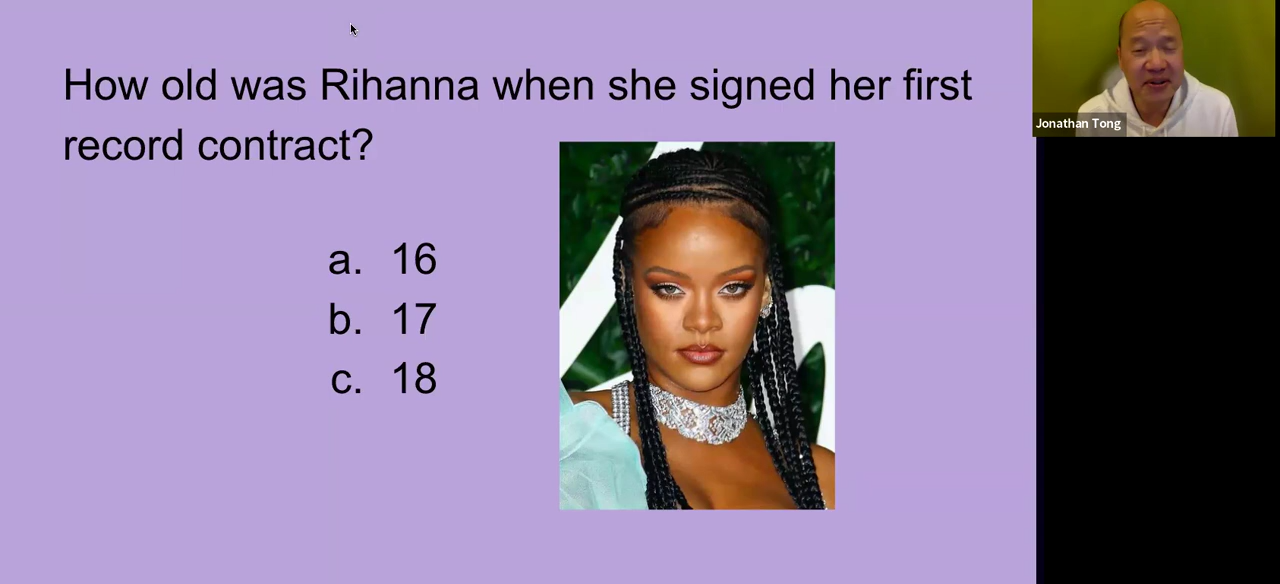 How old was Rihanna when she signed her first
record contract?
a. 16
b. 17
c. 18
Jonathan Tong